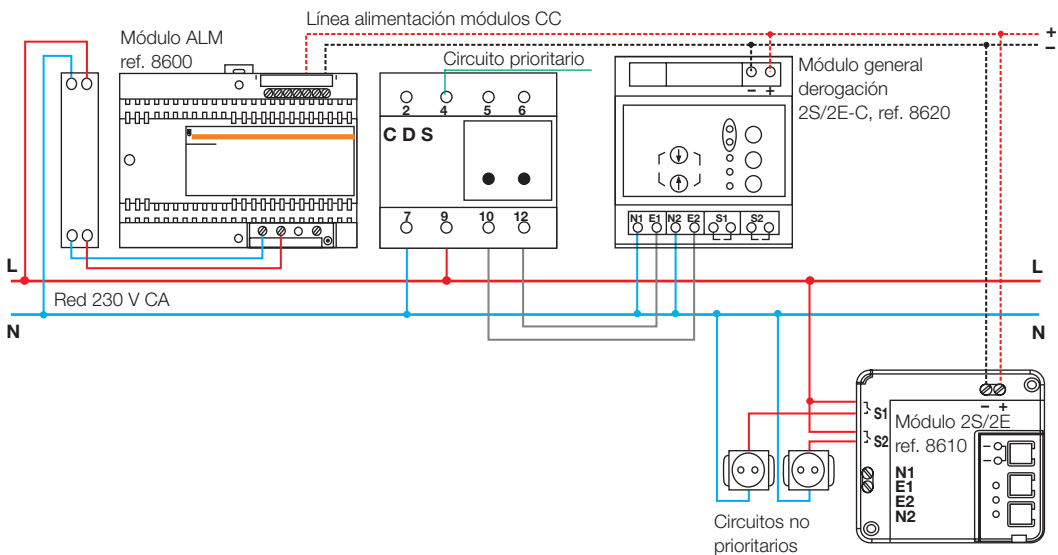 Línea alimentación módulos CC
Módulo ALM
ref. 8600
Circuito prioritario
+
−
Módulo general
derogación
2S/2E-C, ref. 8620
− +
2 4 5 6
CDS
7 9 10 12
N1 E1 N2 E2 S1 S2
L L
Red 230 V CA
N N
− +
S1
Módulo 2S/2E
S2
ref. 8610
N1
E1
E2
N2
Circuitos no
prioritarios